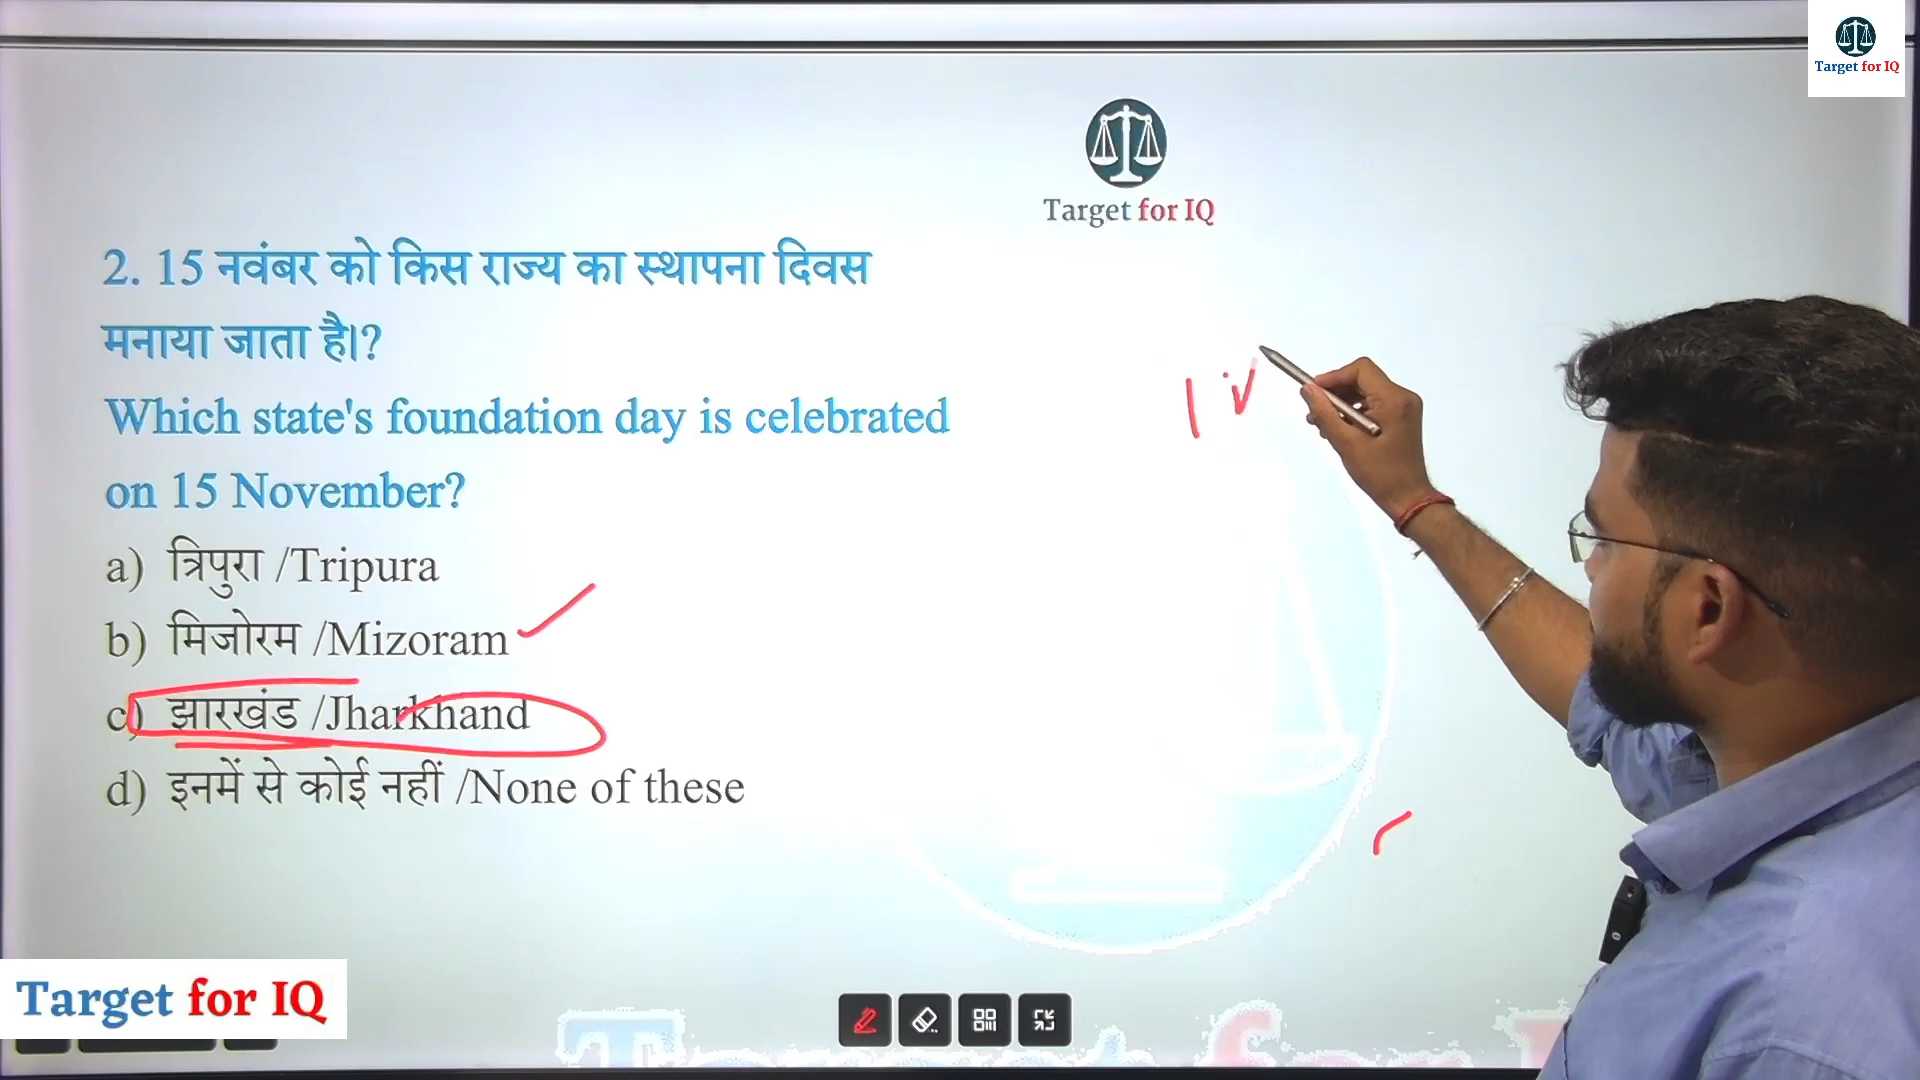 Target for IQ
Target for IQ
2. 15 नवंबर को किस राज्य का स्थापना दिवस
मनाया जाता है।?
Which state's foundation day is celebrated
on 15 November?
a) त्रिपुरा /Tripura
b) मिजोरम /Mizoram
c) झारखंड /Jharkhand
d) इनमें से कोई नहीं /None of these
Target for IQ